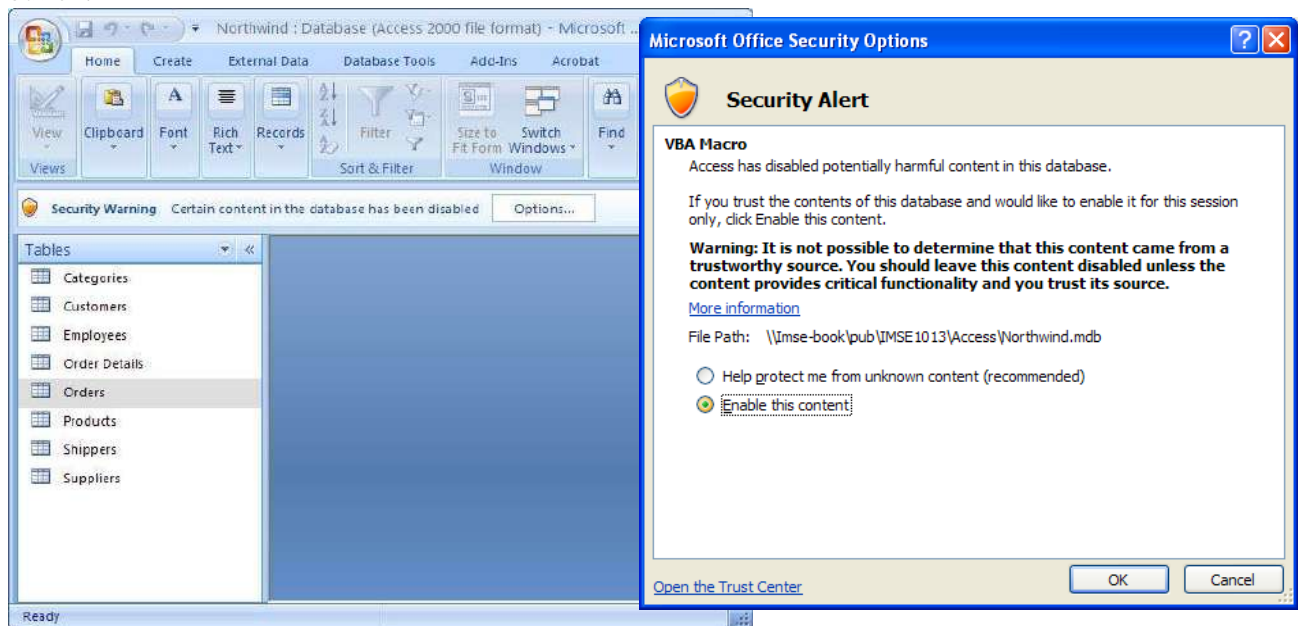 Northwind : Database (Access 2000 file format) - Microsoft ...
Home Create External Data Database Tools Add-Ins Acrobat
View Clipboard Font Rich Text Records Filter Size to Fit Form Switch Windows Find
Views Sort & Filter Window
Security Warning Certain content in the database has been disabled Options...
Tables
Categories
Customers
Employees
Order Details
Orders
Products
Shippers
Suppliers
Ready
Microsoft Office Security Options
Security Alert
VBA Macro
Access has disabled potentially harmful content in this database.
If you trust the contents of this database and would like to enable it for this session
only, click Enable this content.
Warning: It is not possible to determine that this content came from a
trustworthy source. You should leave this content disabled unless the
content provides critical functionality and you trust its source.
More information
File Path: \\Imse-book\pub\IMSE1013\Access\Northwind.mdb
Help protect me from unknown content (recommended)
Enable this content
Open the Trust Center OK Cancel